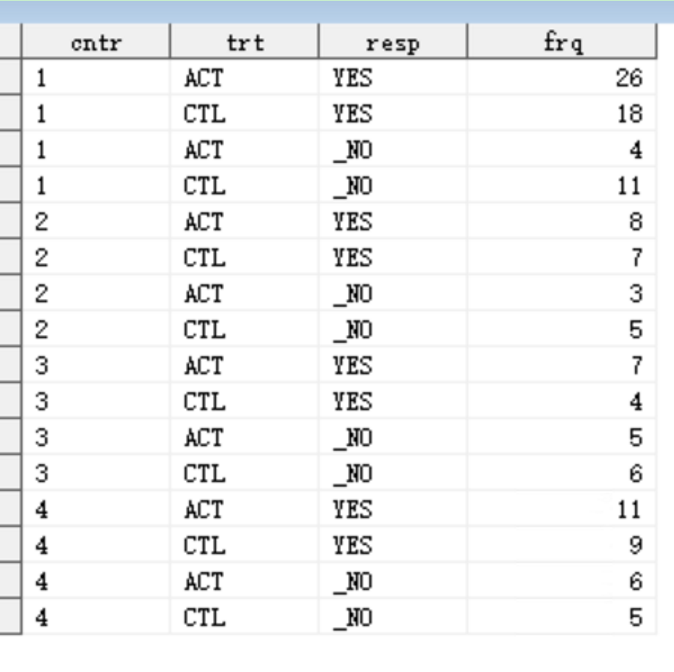 cntr trt resp frq
1 ACT YES 26
1 CTL YES 18
1 ACT _NO 4
1 CTL _NO 11
2 ACT YES 8
2 CTL YES 7
2 ACT _NO 3
2 CTL _NO 5
3 ACT YES 7
3 CTL YES 4
3 ACT _NO 5
3 CTL _NO 6
4 ACT YES 11
4 CTL YES 9
4 ACT _NO 6
4 CTL _NO 5